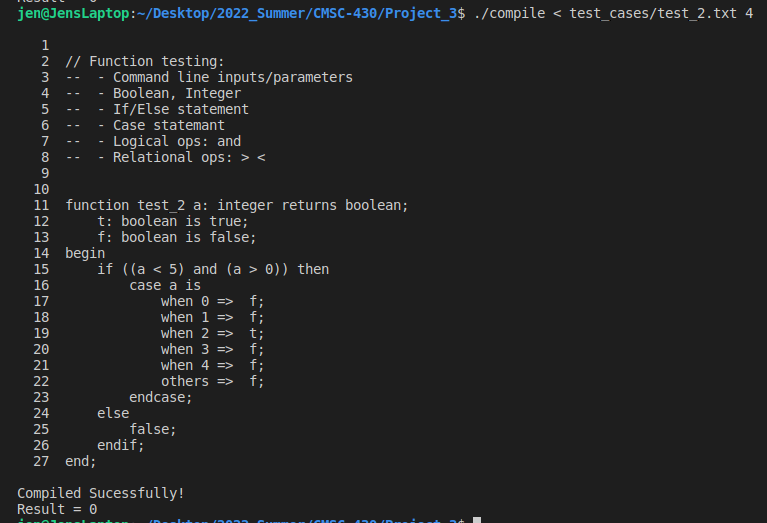 Result = 0
jen@JensLaptop:~/Desktop/2022_Summer/CMSC-430/Project_3$ ./compile < test_cases/test_2.txt 4
1
2 // Function testing:
3 -- - Command line inputs/parameters
4 -- - Boolean, Integer
5 -- - If/Else statement
6 -- - Case statemant
7 -- - Logical ops: and
8 -- - Relational ops: > <
9
10
11 function test_2 a: integer returns boolean;
12 t: boolean is true;
13 f: boolean is false;
14 begin
15 if ((a < 5) and (a > 0)) then
16 case a is
17 when 0 => f;
18 when 1 => f;
19 when 2 => t;
20 when 3 => f;
21 when 4 => f;
22 others => f;
23 endcase;
24 else
25 false;
26 endif;
27 end;
Compiled Sucessfully!
Result = 0
jen@JensLaptop:~/Desktop/2022_Summer/CMSC-430/Project_3$